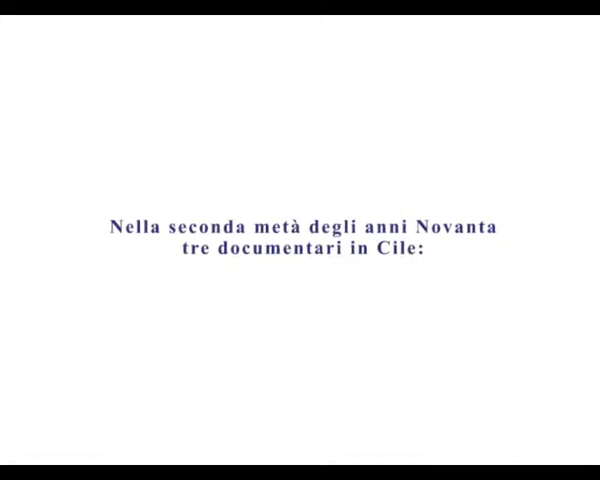 Nella seconda metà degli anni Novanta
tre documentari in Cile: